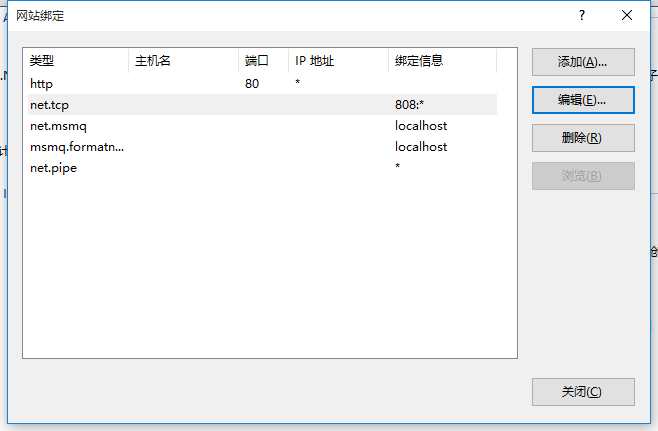 网站绑定
?
类型 主机名 端口 IP 地址 绑定信息
http 80 *
net.tcp 808:*
net.msmq localhost
msmq.formatn... localhost
net.pipe *
添加(A)...
编辑(E)...
删除(R)
浏览(B)
关闭(C)